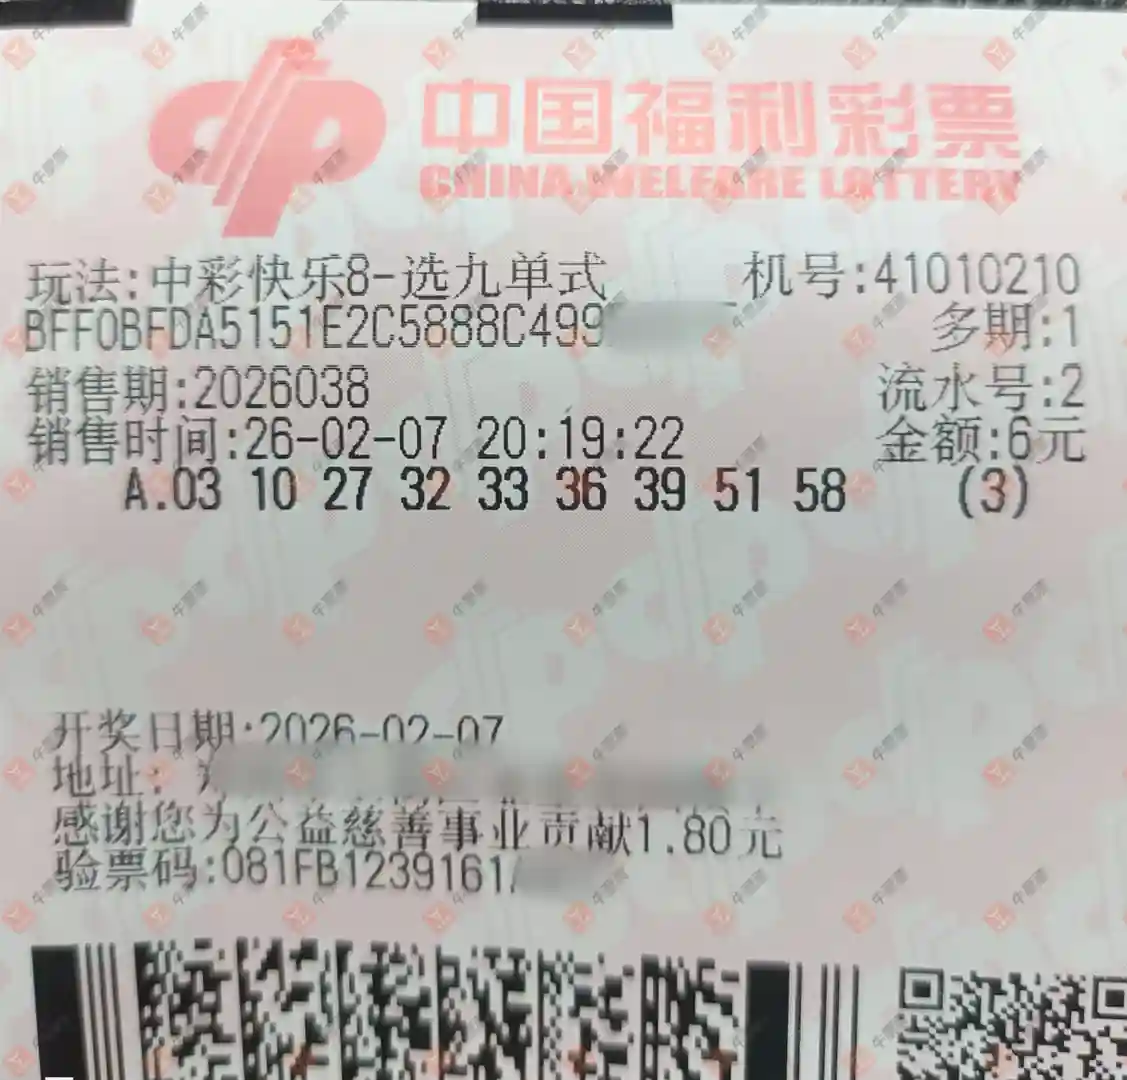 中国福利彩票
CHINA WELFARE LOTTERY
玩法:中彩快乐8-选九单式 机号:41010210
BFF0BFDA5151E2C5888C499 多期:1
销售期:2026038 流水号:2
销售时间:26-02-07 20:19:22 金额:6元
A.03 10 27 32 33 36 39 51 58 (3)
开奖日期:2026-02-07
地址:
感谢您为公益慈善事业贡献1.80元
验票码:081FB1239161
牛票票